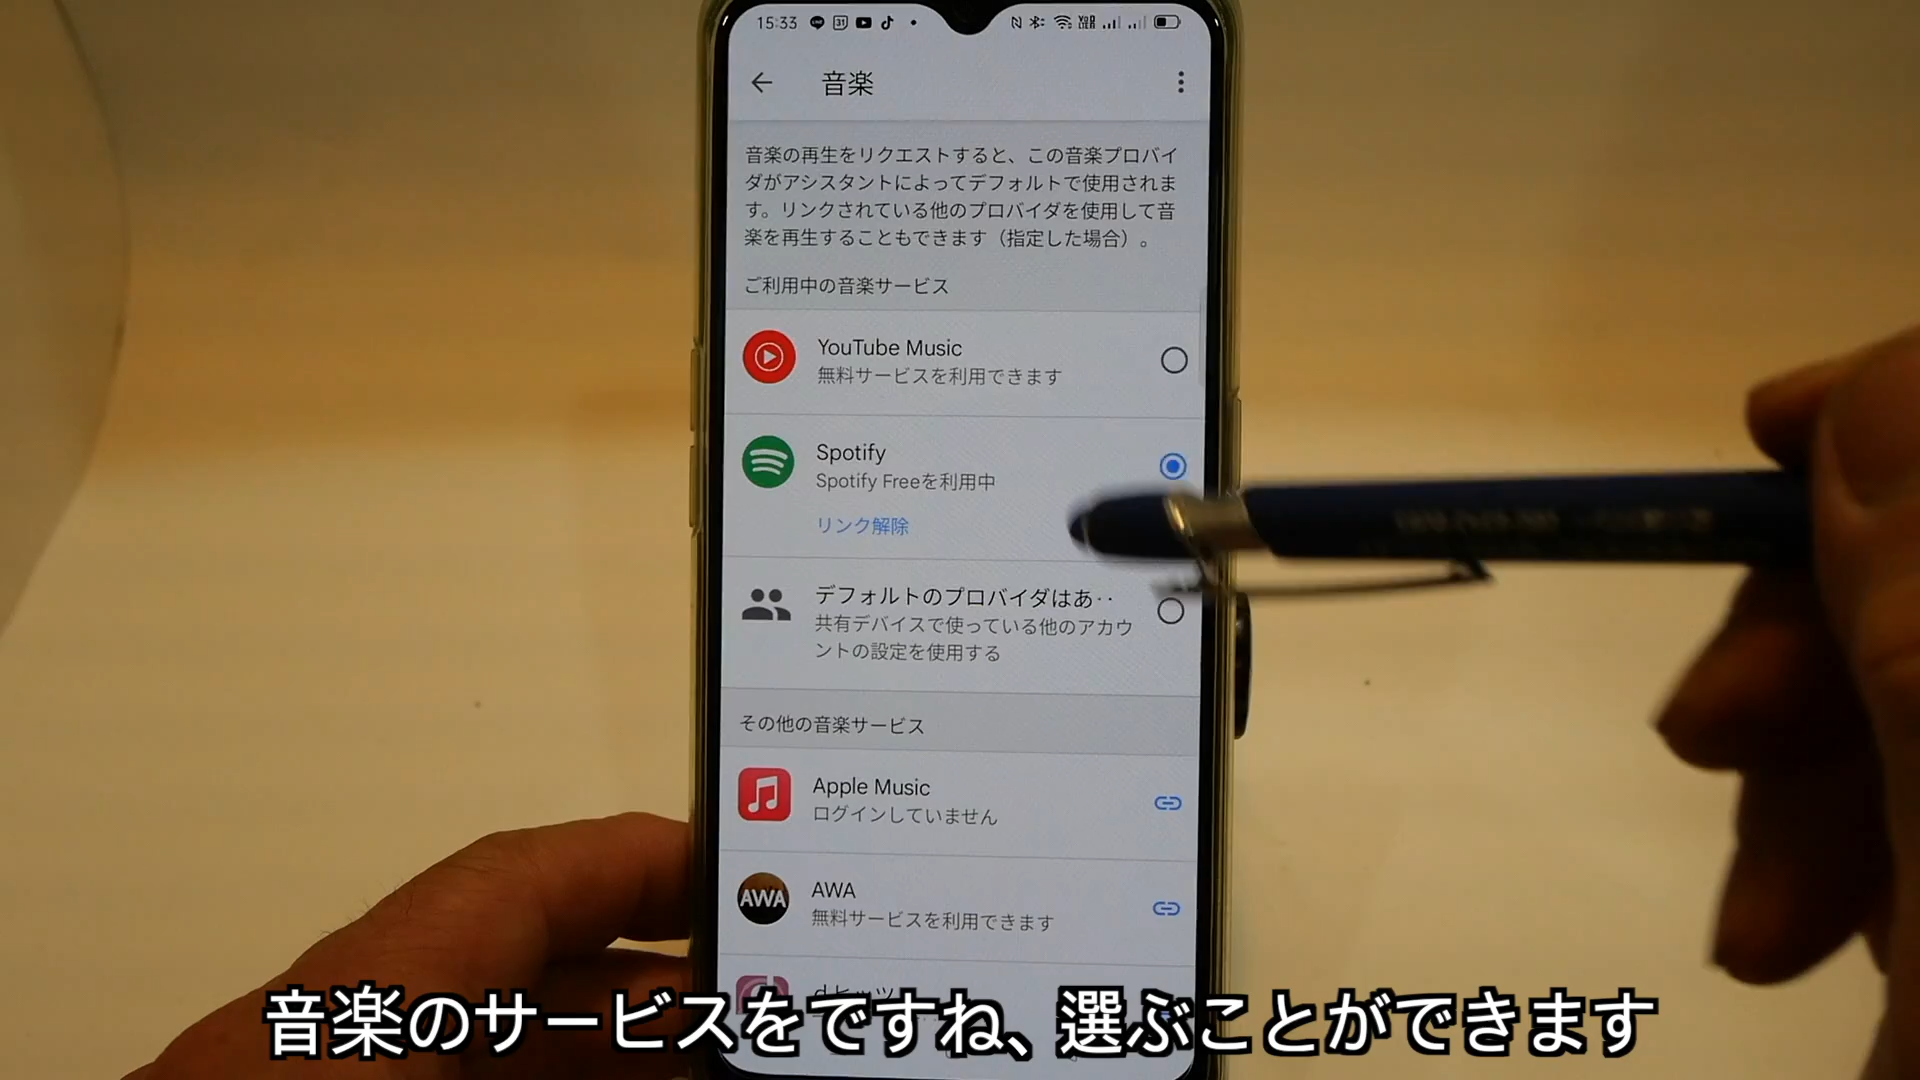 15:33
音楽
音楽の再生をリクエストすると、この音楽プロバイ
ダがアシスタントによってデフォルトで使用されま
す。リンクされている他のプロバイダを使用して音
楽を再生することもできます（指定した場合）。
ご利用中の音楽サービス
YouTube Music
無料サービスを利用できます
Spotify
Spotify Freeを利用中
リンク解除
デフォルトのプロバイダはあ‥
共有デバイスで使っている他のアカウ
ントの設定を使用する
その他の音楽サービス
Apple Music
ログインしていません
AWA
AWA
無料サービスを利用できます
dヒッツ
音楽のサービスをですね、選ぶことができます